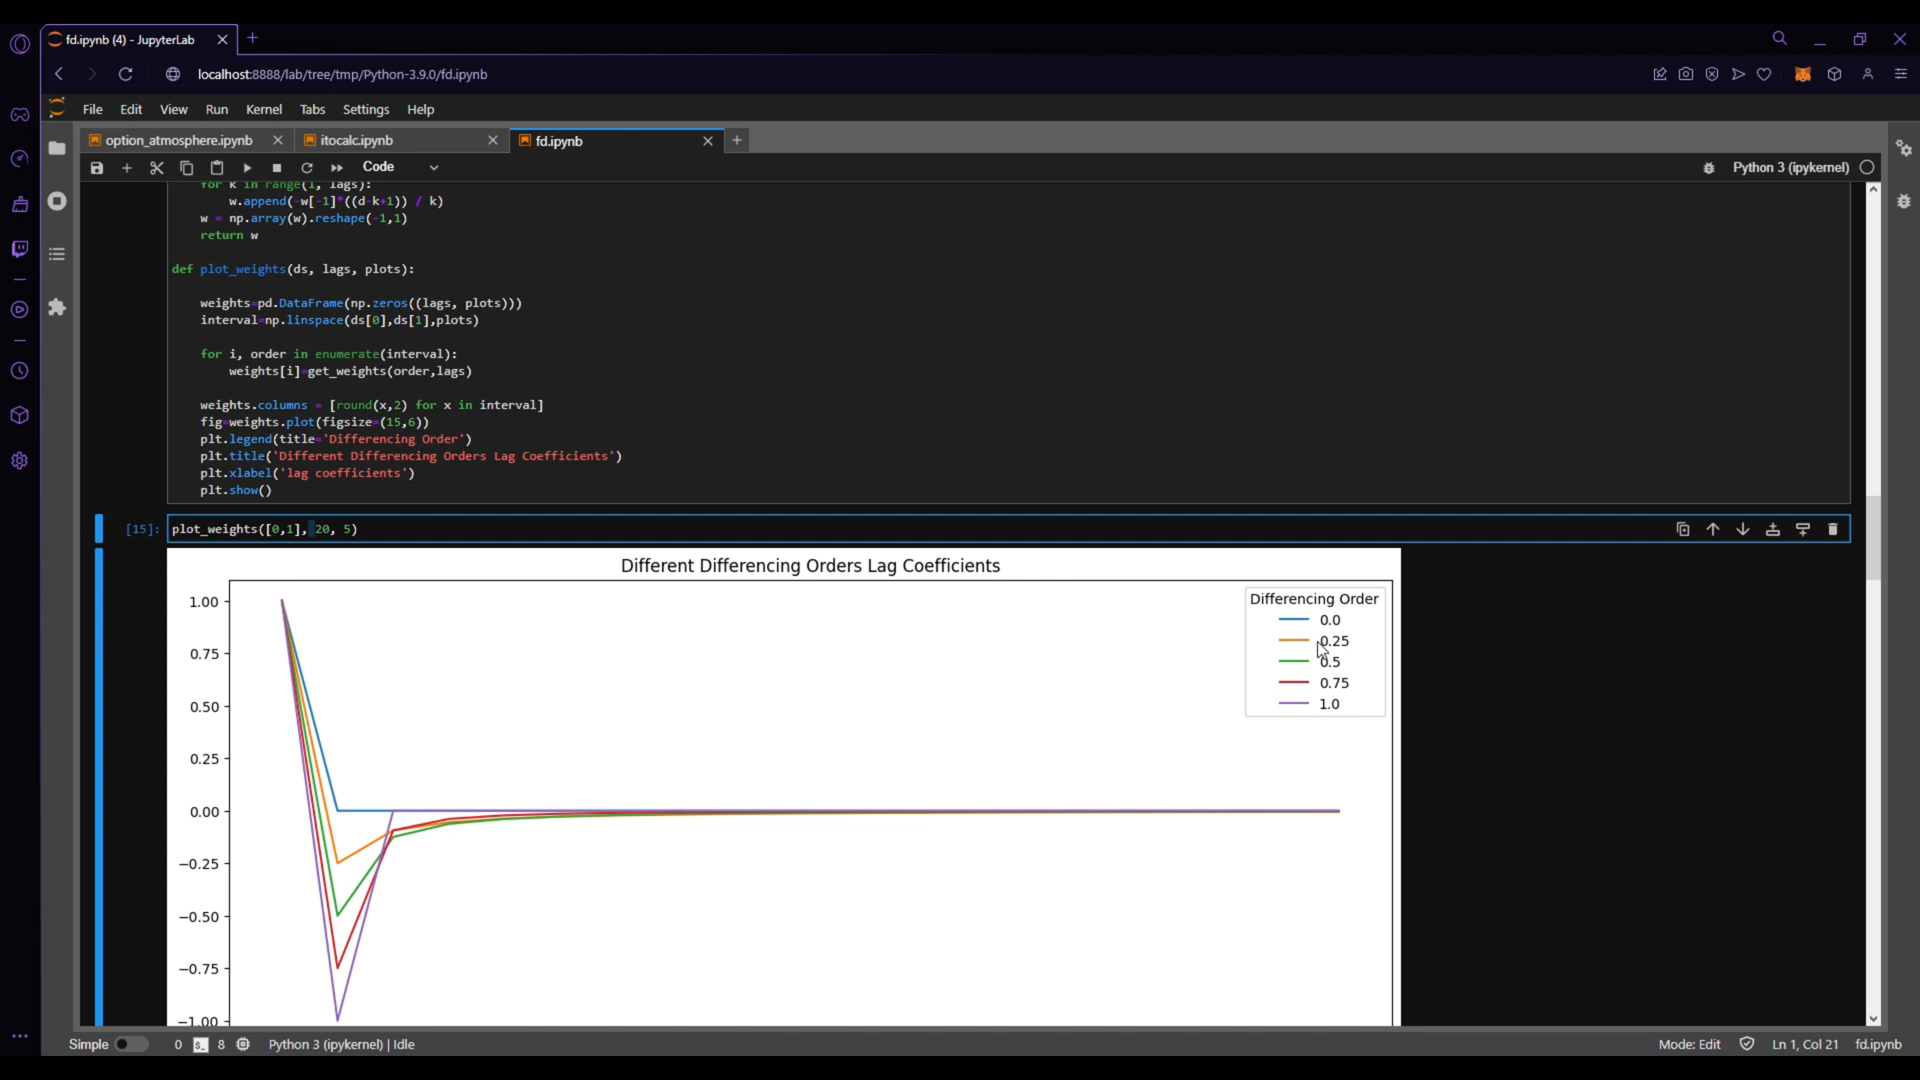 fd.ipynb (4) - JupyterLab
localhost:8888/lab/tree/tmp/Python-3.9.0/fd.ipynb
File Edit View Run Kernel Tabs Settings Help
option_atmosphere.ipynb itocalc.ipynb fd.ipynb
Code Python 3 (ipykernel)
for k in range(1, lags):
w.append(-w[-1]*((d-k+1)) / k)
w = np.array(w).reshape(-1,1)
return w
def plot_weights(ds, lags, plots):
weights=pd.DataFrame(np.zeros((lags, plots)))
interval=np.linspace(ds[0],ds[1],plots)
for i, order in enumerate(interval):
weights[i]=get_weights(order,lags)
weights.columns = [round(x,2) for x in interval]
fig=weights.plot(figsize=(15,6))
plt.legend(title='Differencing Order')
plt.title('Different Differencing Orders Lag Coefficients')
plt.xlabel('lag coefficients')
plt.show()
[15]: plot_weights([0,1], 20, 5)
Different Differencing Orders Lag Coefficients
Differencing Order
0.0
0.25
0.5
0.75
1.0
1.00
0.75
0.50
0.25
0.00
−0.25
−0.50
−0.75
−1.00
Simple 0 $_ 8 Python 3 (ipykernel) | Idle Mode: Edit Ln 1, Col 21 fd.ipynb